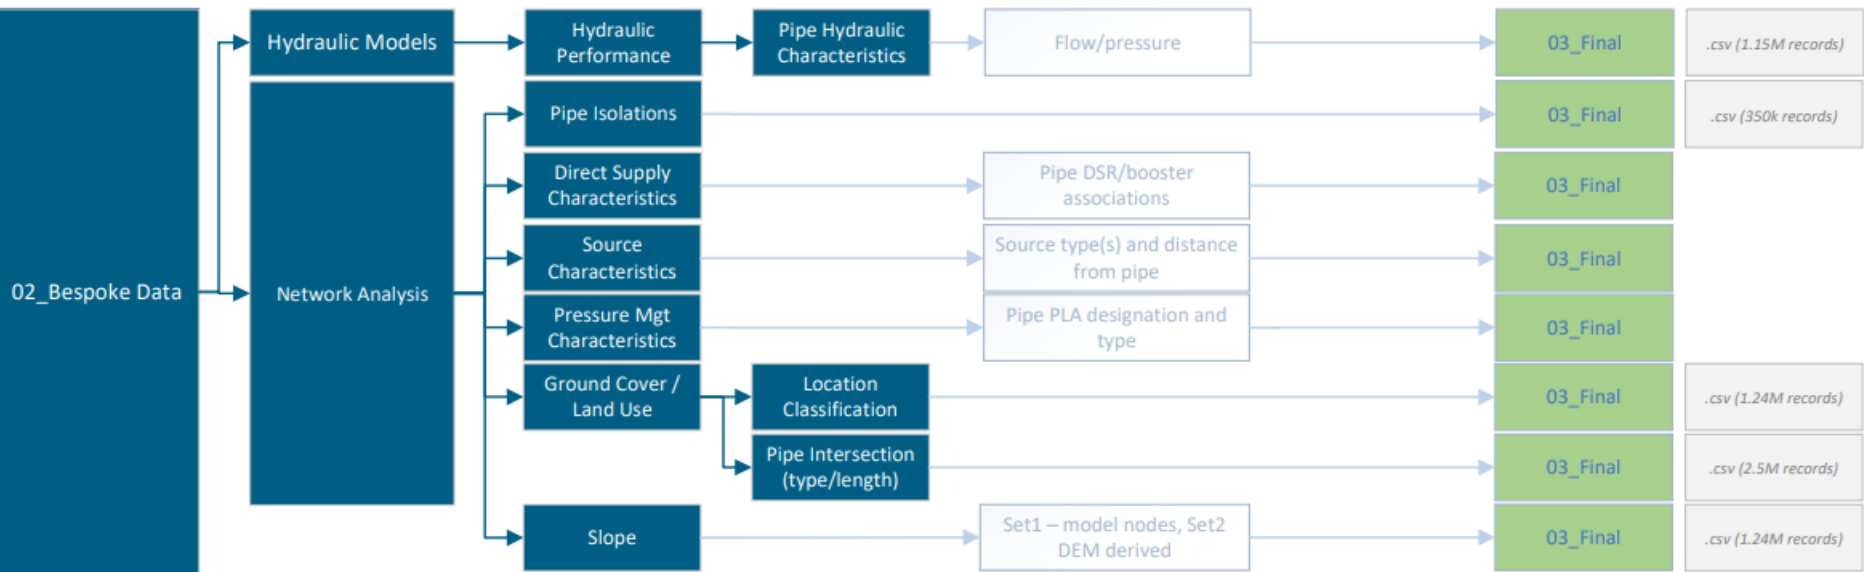 Hydraulic Models
Hydraulic
Performance
Pipe Hydraulic
Characteristics
Flow/pressure
03_Final
.csv (1.15M records)
Pipe Isolations
03_Final
.csv (350k records)
Direct Supply
Characteristics
Pipe DSR/booster
associations
03_Final
Source
Characteristics
Source type(s) and distance
from pipe
03_Final
02_Bespoke Data
Network Analysis
Pressure Mgt
Characteristics
Pipe PLA designation and
type
03_Final
Ground Cover /
Land Use
Location
Classification
03_Final
.csv (1.24M records)
Pipe Intersection
(type/length)
03_Final
.csv (2.5M records)
Slope
Set1 – model nodes, Set2
DEM derived
03_Final
.csv (1.24M records)